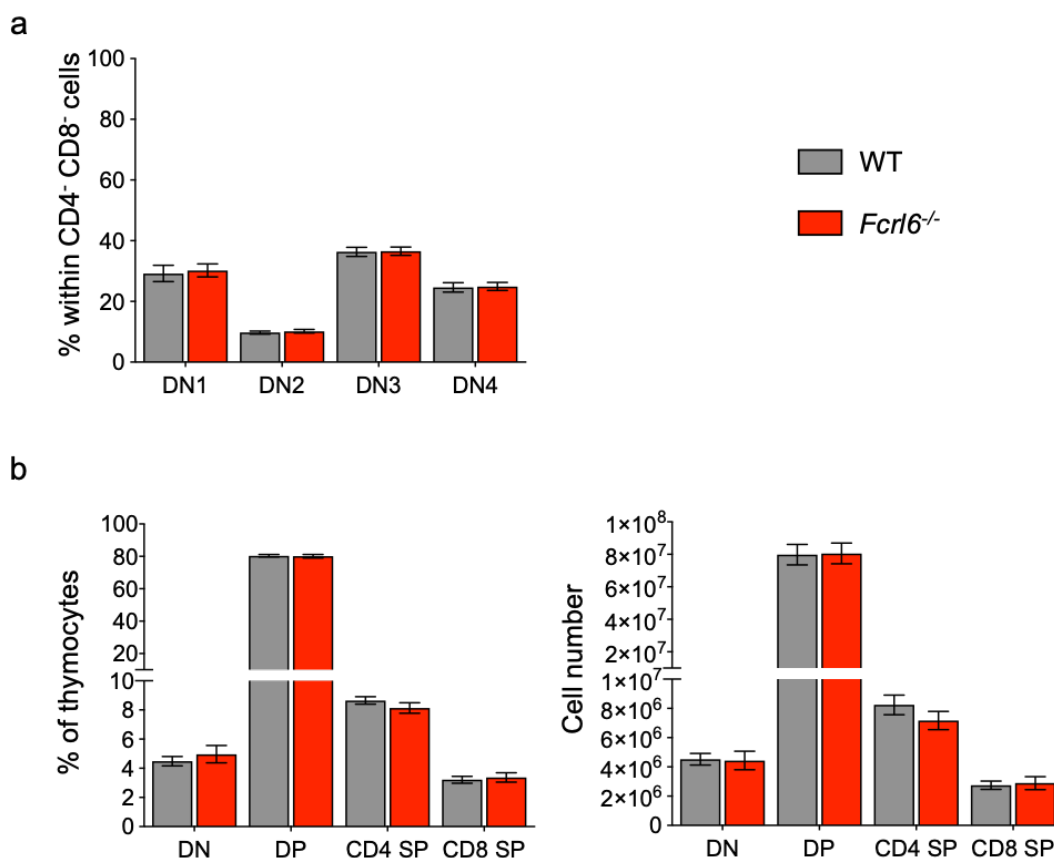 a
% within CD4⁻ CD8⁻ cells
100
80
60
40
20
0
DN1 DN2 DN3 DN4
WT
Fcrl6⁻/⁻
b
% of thymocytes
100
80
60
40
20
10
8
6
4
2
0
DN DP CD4 SP CD8 SP
Cell number
1×10⁸
8×10⁷
6×10⁷
4×10⁷
2×10⁷
1×10⁷
8×10⁶
6×10⁶
4×10⁶
2×10⁶
0
DN DP CD4 SP CD8 SP